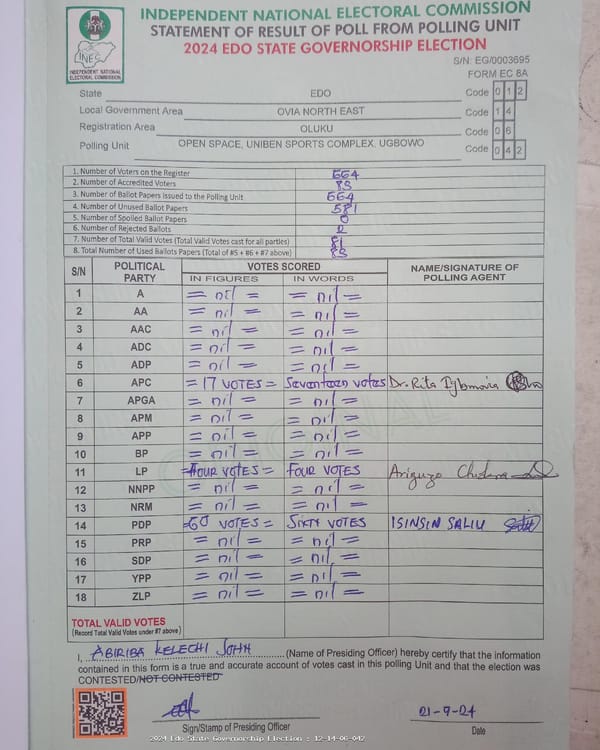 INDEPENDENT NATIONAL ELECTORAL COMMISSION
STATEMENT OF RESULT OF POLL FROM POLLING UNIT
2024 EDO STATE GOVERNORSHIP ELECTION
INEC
INDEPENDENT NATIONAL
ELECTORAL COMMISSION
S/N: EG/0003695
FORM EC 8A
State EDO Code 0 1 2
Local Government Area OVIA NORTH EAST Code 1 4
Registration Area OLUKU Code 0 6
Polling Unit OPEN SPACE, UNIBEN SPORTS COMPLEX, UGBOWO Code 0 4 2
1. Number of Voters on the Register 664
2. Number of Accredited Voters 83
3. Number of Ballot Papers Issued to the Polling Unit 664
4. Number of Unused Ballot Papers 581
5. Number of Spoiled Ballot Papers 0
6. Number of Rejected Ballots 2
7. Number of Total Valid Votes (Total Valid Votes cast for all parties) 81
8. Total Number of Used Ballots Papers (Total of #5 + #6 + #7 above) 83
S/N POLITICAL PARTY VOTES SCORED NAME/SIGNATURE OF POLLING AGENT
IN FIGURES IN WORDS
1 A = nil = = nil =
2 AA = nil = = nil =
3 AAC = nil = = nil =
4 ADC = nil = = nil =
5 ADP = nil = = nil =
6 APC = 17 VOTES = Seventeen votes Dr. Rita
7 APGA = nil = = nil =
8 APM = nil = = nil =
9 APP = nil = = nil =
10 BP = nil = = nil =
11 LP FOUR VOTES = FOUR VOTES
12 NNPP = nil = = nil =
13 NRM = nil = = nil =
14 PDP =60 VOTES = SIXTY VOTES ISINSIN SALIU
15 PRP = nil = = nil =
16 SDP = nil = = nil =
17 YPP = nil = = nil =
18 ZLP = nil = = nil =
TOTAL VALID VOTES
(Record Total Valid Votes under #7 above)
I, ABIRIBA KELECHI JOHN (Name of Presiding Officer) hereby certify that the information
contained in this form is a true and accurate account of votes cast in this polling Unit and that the election was
CONTESTED/NOT CONTESTED
21-9-24
Sign/Stamp of Presiding Officer Date
2024 Edo State Governorship Election : 12-14-06-042